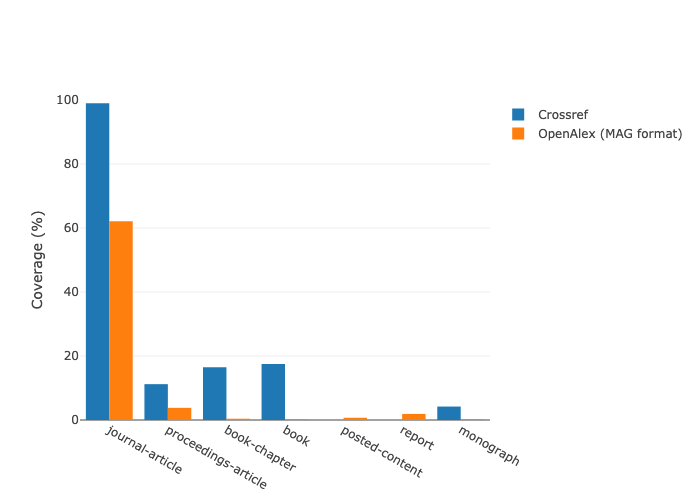 100
80
60
40
20
0
Coverage (%)
journal-article
proceedings-article
book-chapter
book
posted-content
report
monograph
Crossref
OpenAlex (MAG format)